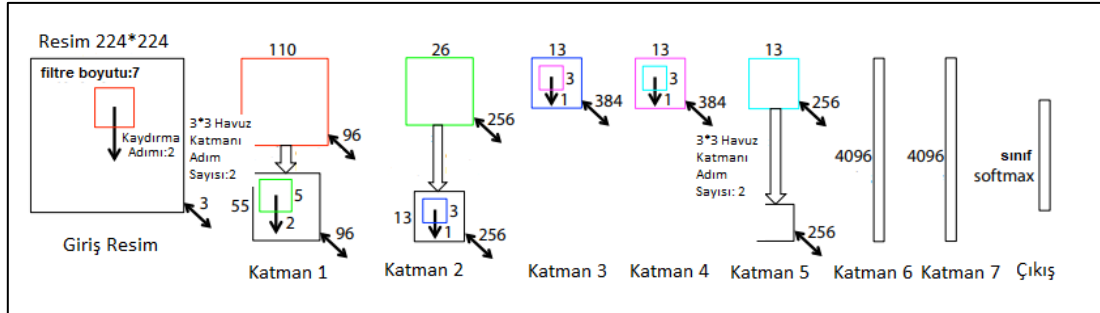 Resim 224*224
filtre boyutu:7
Kaydırma
Adımı:2
3
Giriş Resim
110
96
3*3 Havuz
Katmanı
Adım
Sayısı:2
55
5
2
96
Katman 1
26
256
13
3
1
256
Katman 2
13
3
1
384
Katman 3
13
3
1
384
Katman 4
13
256
3*3 Havuz
Katmanı
Adım
Sayısı: 2
256
Katman 5
4096
Katman 6
4096
Katman 7
sınıf
softmax
Çıkış